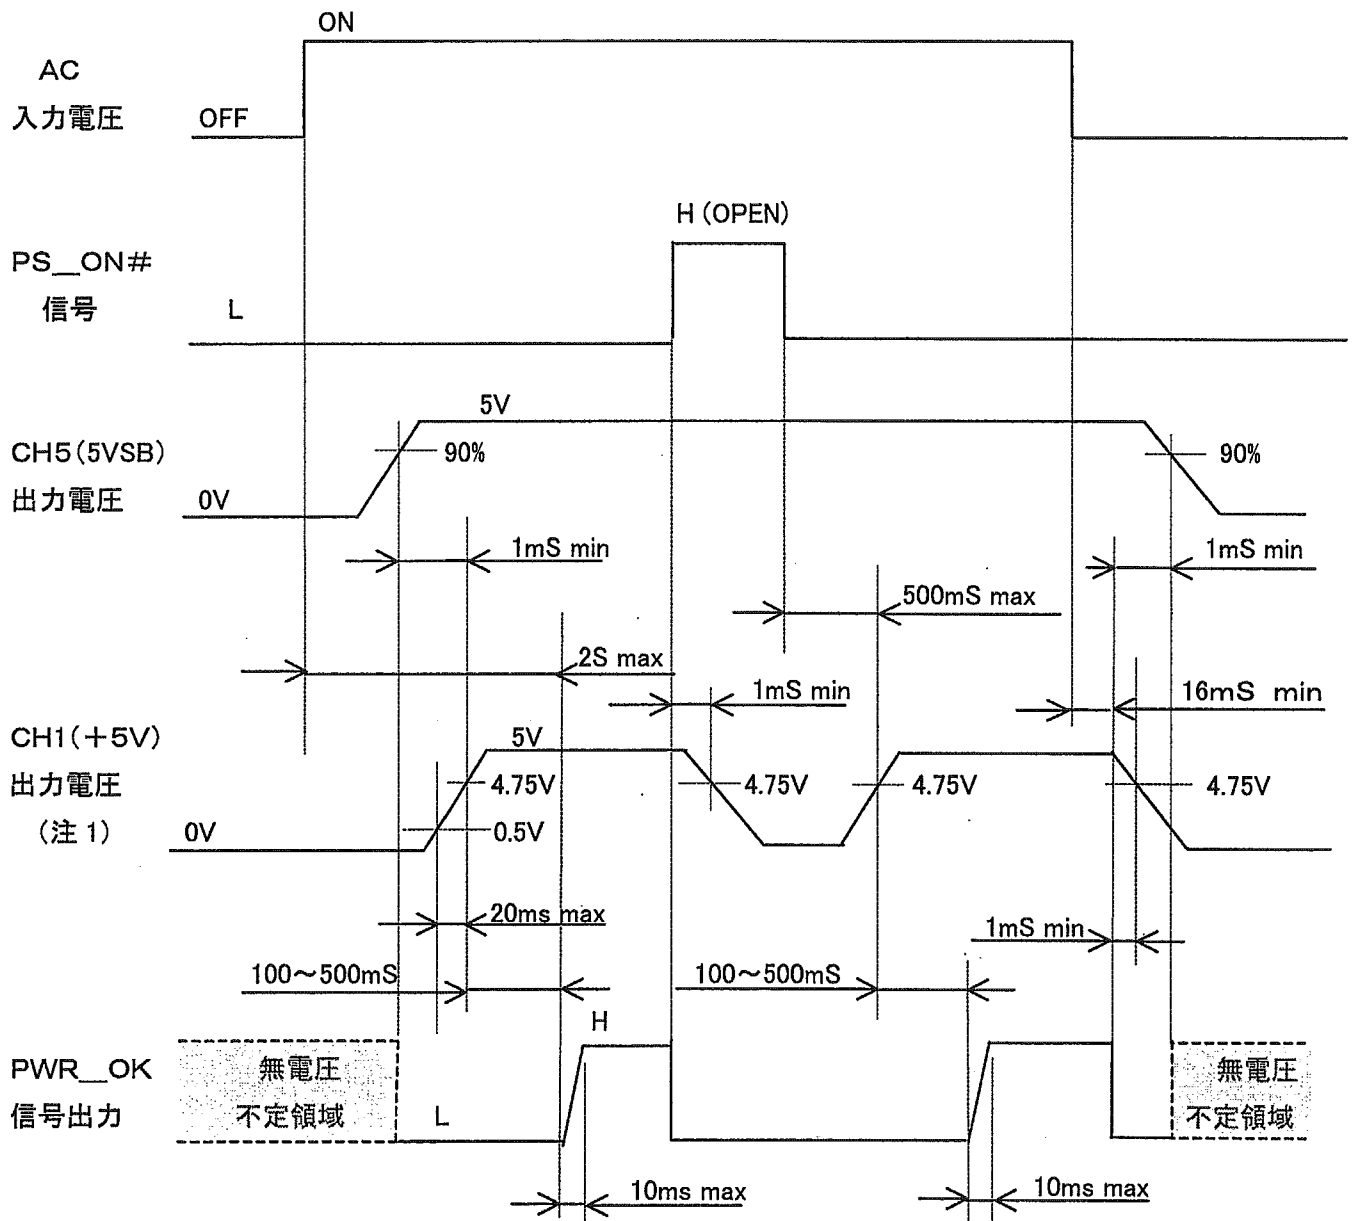 ON
AC
入力電圧
OFF
H(OPEN)
PS__ON#
信号
L
5V
CH5(5VSB)
90%
90%
出力電圧
0V
1mS min
1mS min
500mS max
2S max
1mS min
16mS min
CH1(+5V)
5V
出力電圧
4.75V
4.75V
4.75V
4.75V
(注1)
0V
0.5V
20ms max
1mS min
100~500mS
100~500mS
H
PWR__OK
無電圧
無電圧
信号出力
不定領域
L
不定領域
10ms max
10ms max